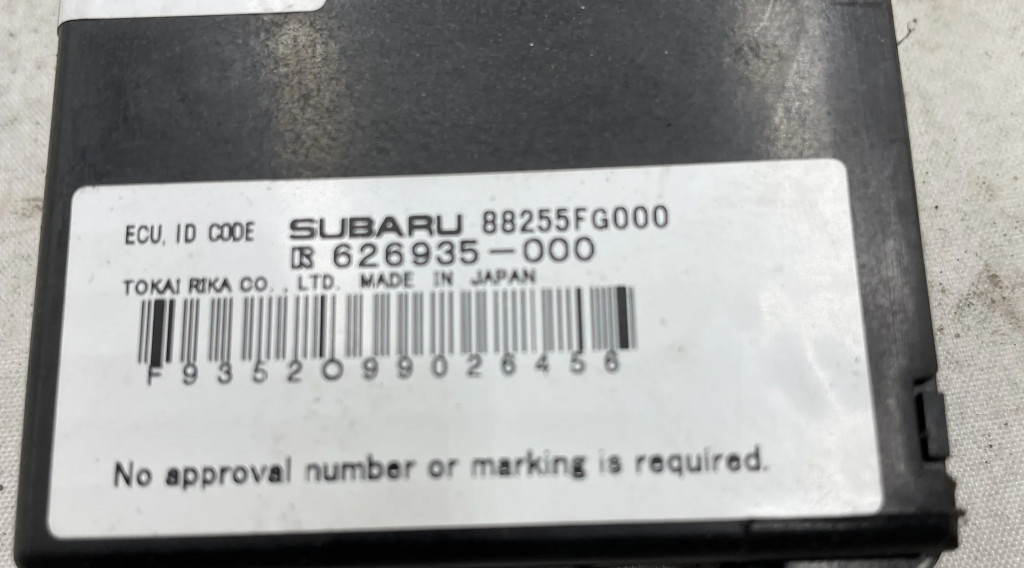 ECU, ID CODE SUBARU 88255FG000
R 626935-000
TOKAI RIKA CO., LTD. MADE IN JAPAN
F9352099026456
No approval number or marking is required.